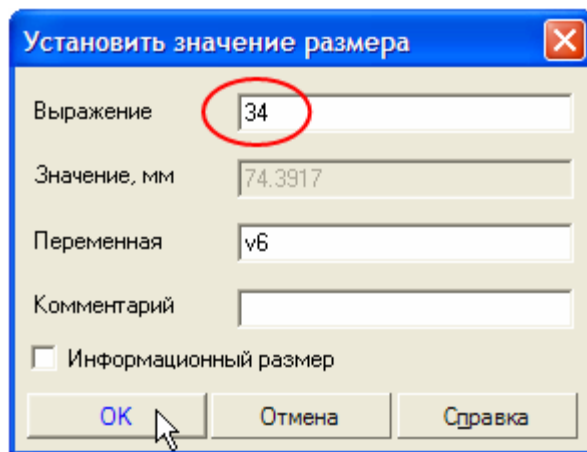 Установить значение размера
Выражение 34
Значение, мм 74.3917
Переменная v6
Комментарий
Информационный размер
OK Отмена Справка